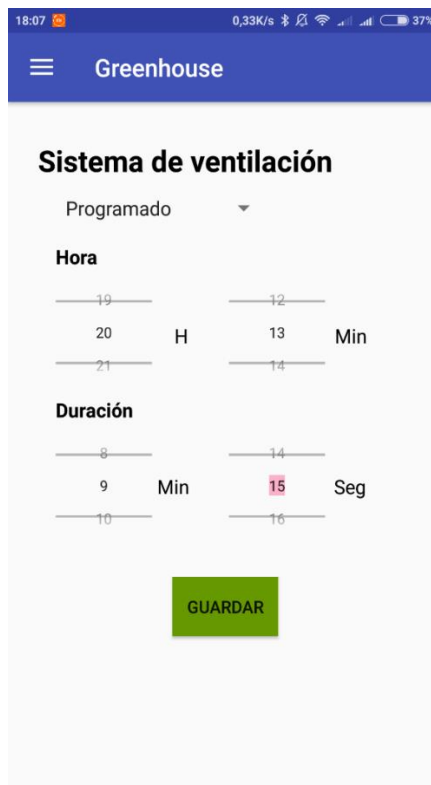 18:07 0,33K/s 37%
Greenhouse
Sistema de ventilación
Programado
Hora
19 12
20 H 13 Min
21 14
Duración
8 14
9 Min 15 Seg
10 16
GUARDAR